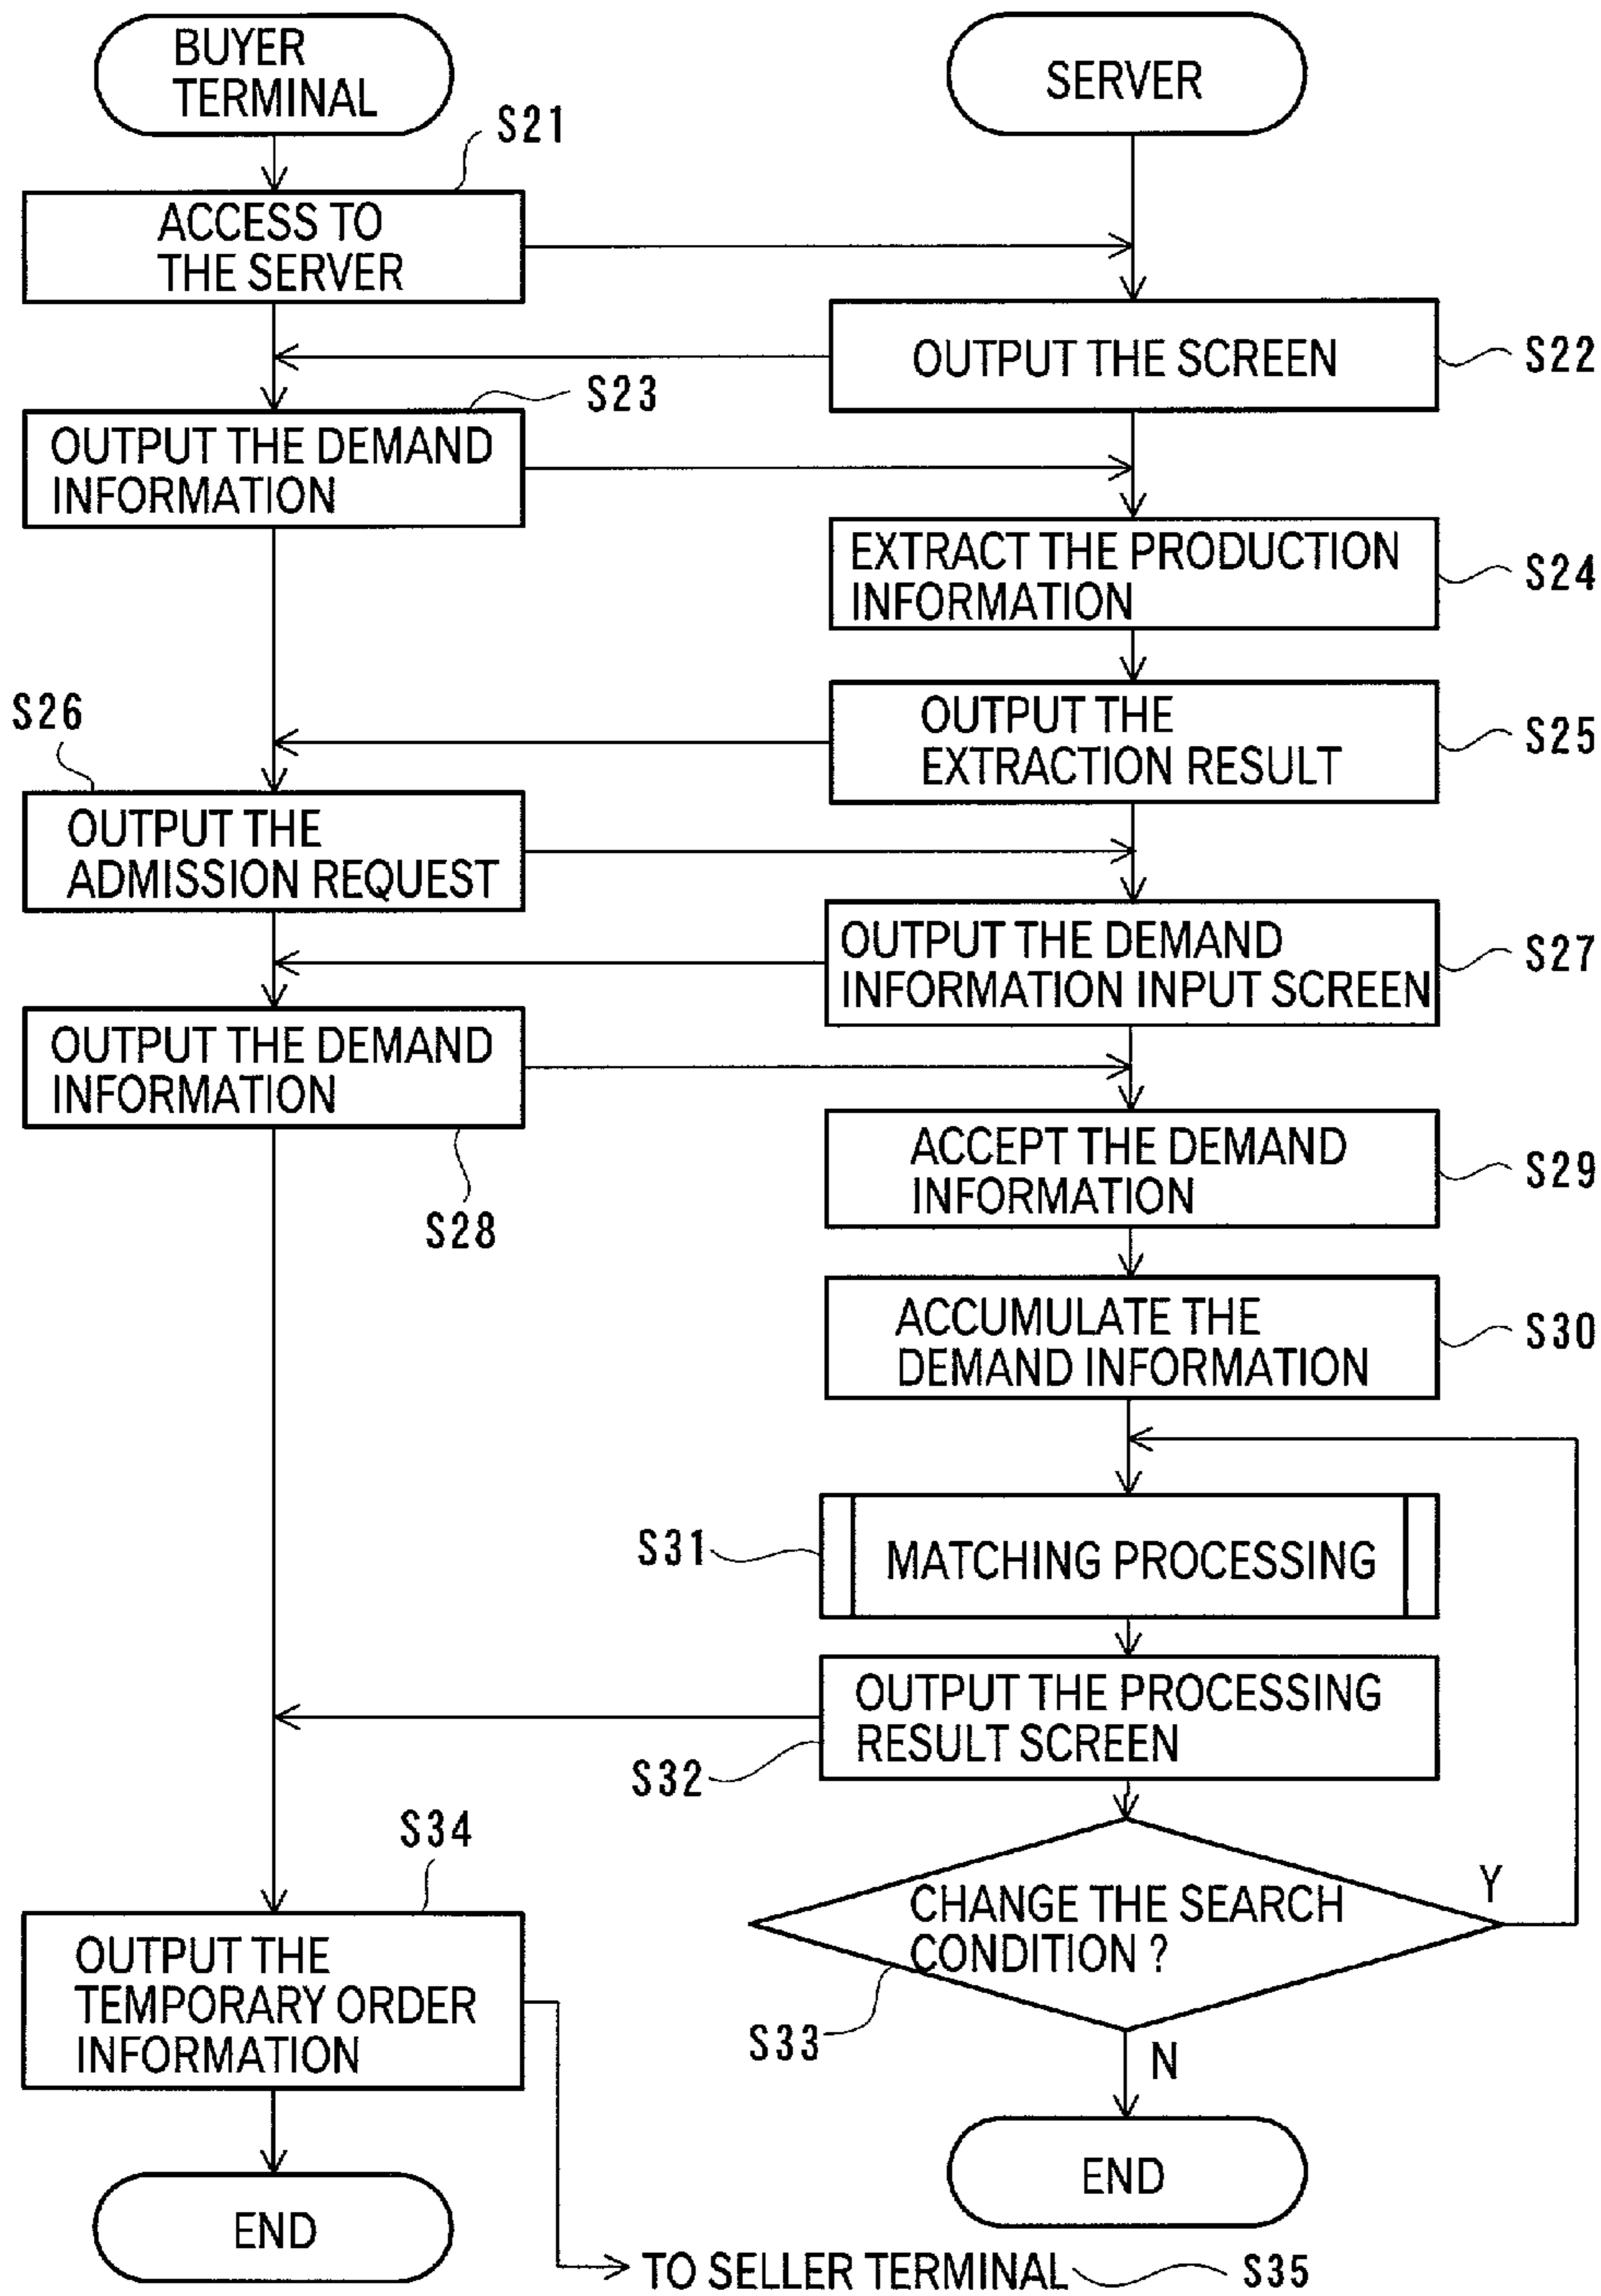 BUYER
TERMINAL
SERVER
S21
ACCESS TO
THE SERVER
OUTPUT THE SCREEN
S22
S23
OUTPUT THE DEMAND
INFORMATION
EXTRACT THE PRODUCTION
INFORMATION
S24
S26
OUTPUT THE
EXTRACTION RESULT
S25
OUTPUT THE
ADMISSION REQUEST
OUTPUT THE DEMAND
INFORMATION INPUT SCREEN
S27
OUTPUT THE DEMAND
INFORMATION
S28
ACCEPT THE DEMAND
INFORMATION
S29
ACCUMULATE THE
DEMAND INFORMATION
S30
S31
MATCHING PROCESSING
OUTPUT THE PROCESSING
RESULT SCREEN
S32
S34
CHANGE THE SEARCH
CONDITION ?
Y
S33
N
OUTPUT THE
TEMPORARY ORDER
INFORMATION
END
END
TO SELLER TERMINAL
S35